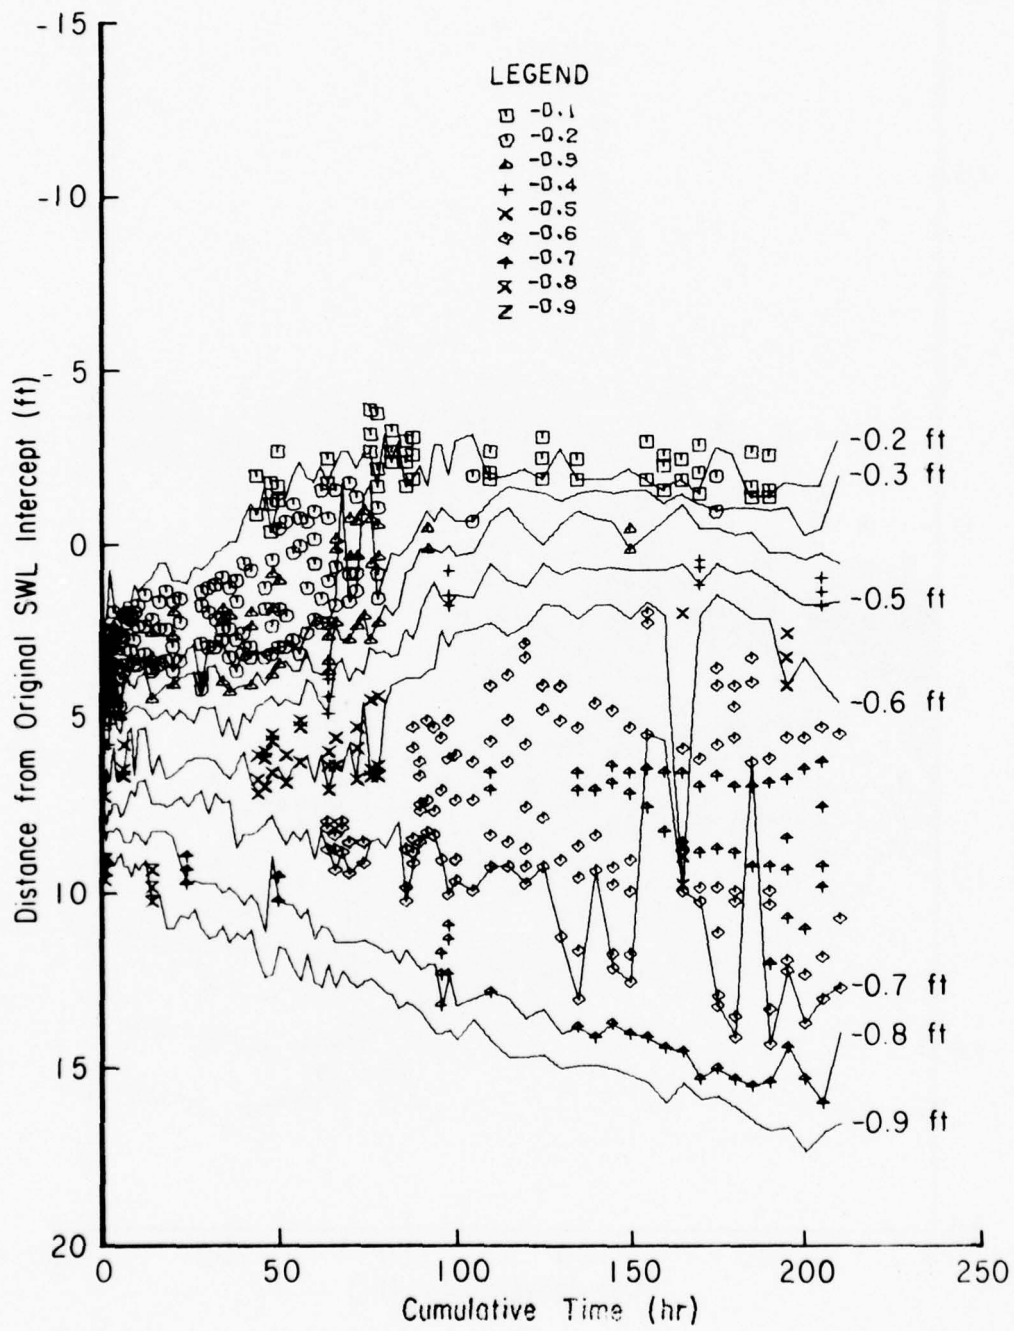 -15
LEGEND
-0.1
-0.2
-0.9
-0.4
-0.5
-0.6
-0.7
-0.8
-0.9
-10
5
-0.2 ft
-0.3 ft
0
-0.5 ft
5
-0.6 ft
10
-0.7 ft
-0.8 ft
15
-0.9 ft
20
0 50 100 150 200 250
Cumulative Time (hr)
Distance from Original SWL Intercept (ft)